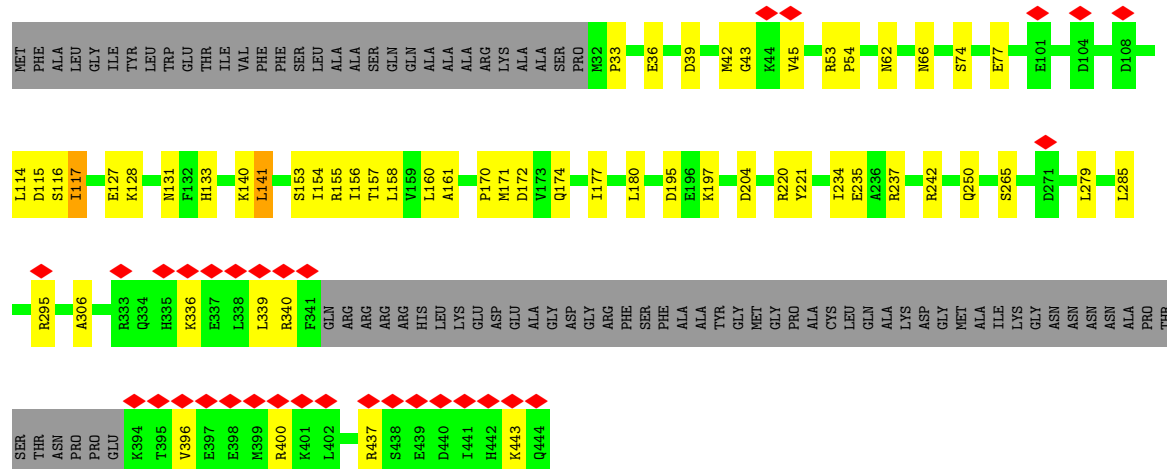 MET PHE ALA LEU GLY ILE TYR LEU TRP GLU THR ILE VAL PHE PHE SER LEU ALA ALA SER GLN GLN ALA ALA ALA ARG LYS ALA ALA SER PRO M32 P33 E36 D39 M42 G43 K44 V45 R53 P54 N62 N66 S74 E77 E101 D104 D108
L114 D115 S116 I117 E127 K128 N131 F132 H133 K140 L141 S153 I154 R155 I156 T157 L158 V159 L160 A161 P170 M171 D172 V173 Q174 I177 L180 D195 E196 K197 D204 R220 Y221 I234 E235 A236 R237 R242 Q250 S265 D271 L279 L285
R295 A306 R333 Q334 H335 K336 E337 L338 L339 R340 F341 GLN ARG ARG ARG ARG HIS LEU LYS GLU ASP GLU ALA GLY ASP GLY ARG PHE SER PHE ALA ALA TYR GLY MET GLY PRO ALA CYS LEU GLN ALA LYS ASP GLY MET ALA ILE LYS GLY ASN ASN ASN ASN ALA PRO THR
SER THR ASN PRO PRO GLU K394 T395 V396 E397 E398 M399 R400 K401 L402 R437 S438 E439 D440 I441 H442 K443 Q444